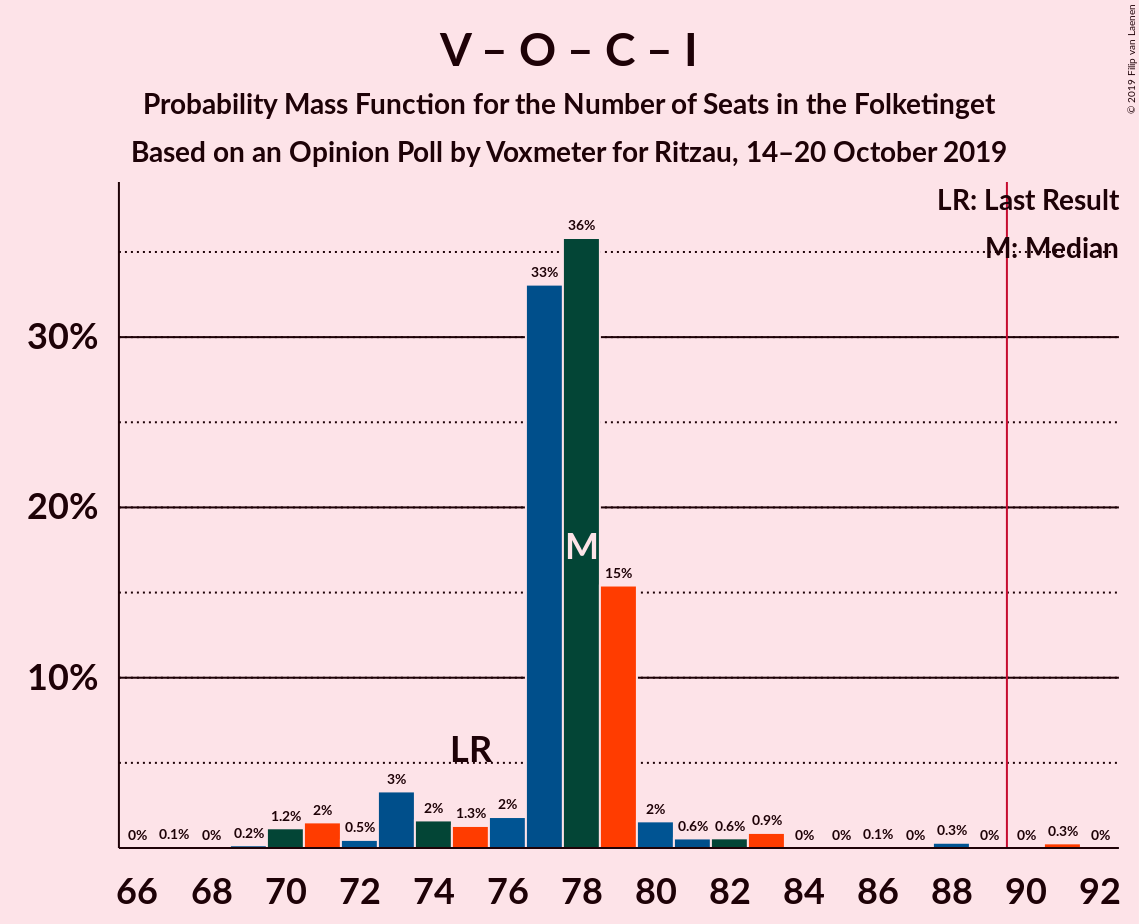 V – O – C – I
Probability Mass Function for the Number of Seats in the Folketinget
Based on an Opinion Poll by Voxmeter for Ritzau, 14–20 October 2019
© 2019 Filip van Laenen
LR: Last Result
M: Median
30%
20%
10%
0% 0.1% 0% 0.2% 1.2% 2% 0.5% 3% 2% 1.3% 2% 33% 36% 15% 2% 0.6% 0.6% 0.9% 0% 0% 0.1% 0% 0.3% 0% 0% 0.3% 0%
LR
M
66 68 70 72 74 76 78 80 82 84 86 88 90 92